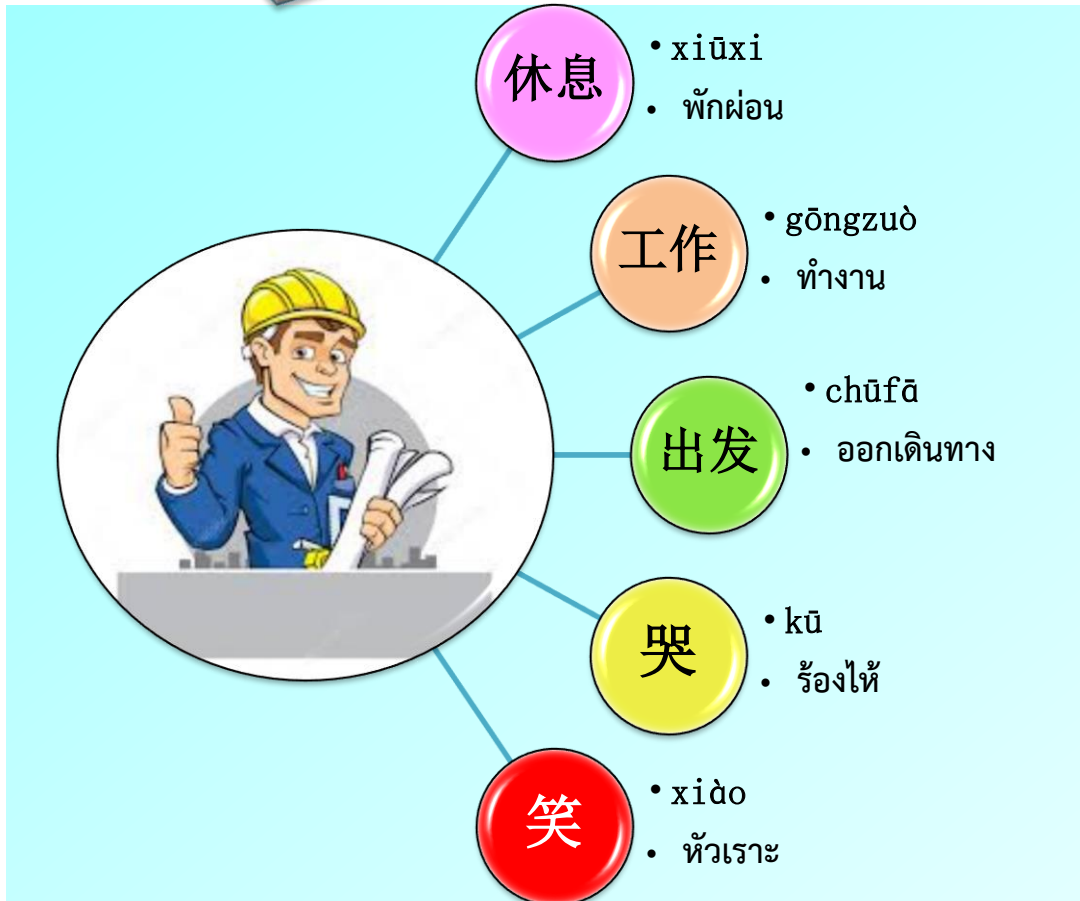 休息
• xiūxi
• พักผ่อน
工作
• gōngzuò
• ทำงาน
出发
• chūfā
• ออกเดินทาง
哭
• kū
• ร้องไห้
笑
• xiào
• หัวเราะ